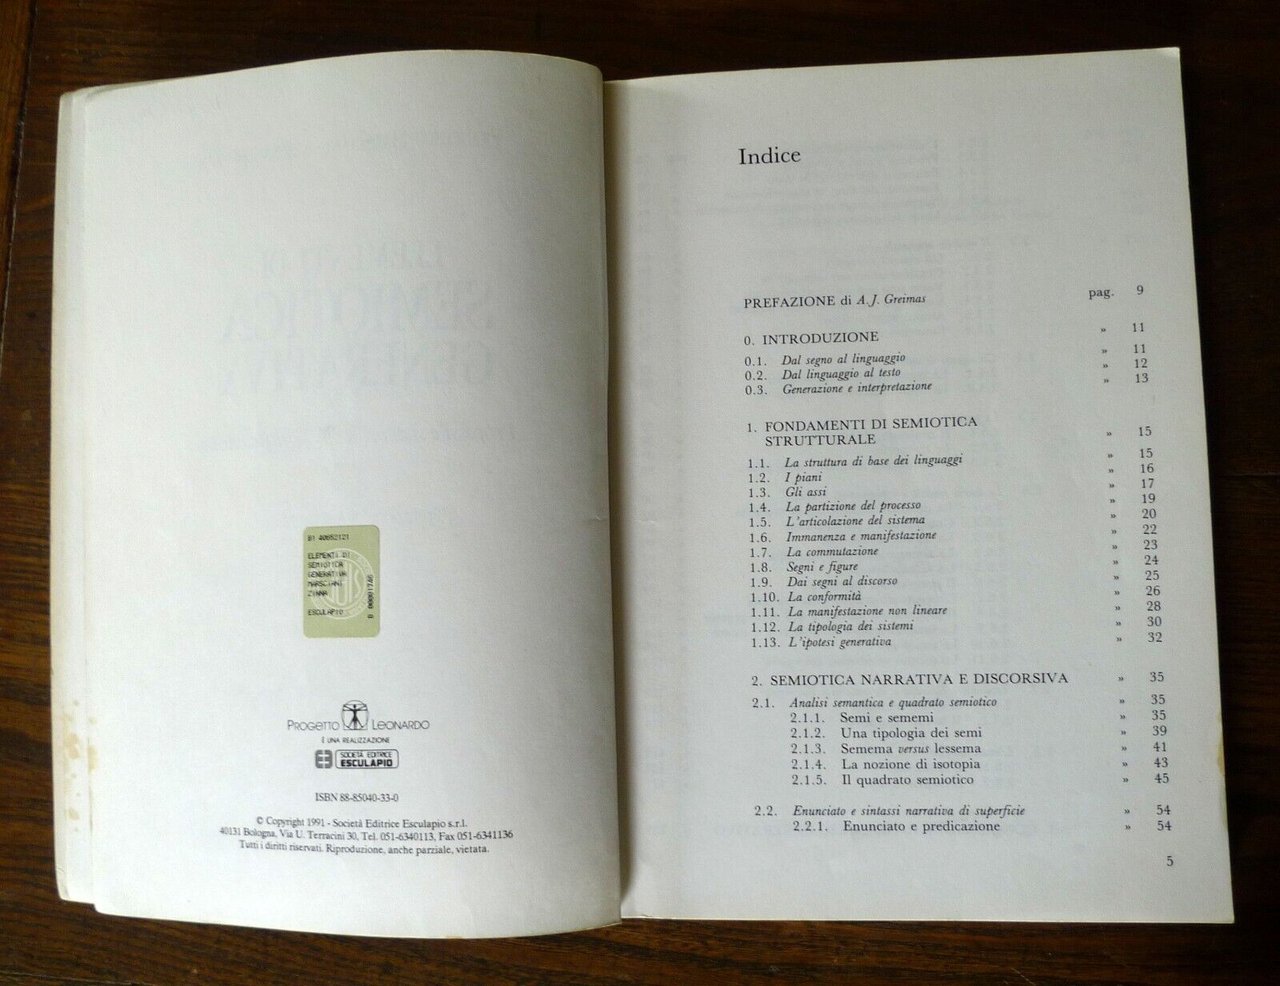 B1 40652121
ELEMENTI DI
SEMIOTICA
GENERATIVA
MARSCIANI
ZINNA
ESCULAPIO
PROGETTO LEONARDO
È UNA REALIZZAZIONE
SOCIETÀ EDITRICE
ESCULAPIO
ISBN 88-85040-33-0
© Copyright 1991 - Società Editrice Esculapio s.r.l.
40131 Bologna, Via U. Terracini 30, Tel. 051-6340113, Fax 051-6341136
Tutti i diritti riservati. Riproduzione, anche parziale, vietata.
Indice
PREFAZIONE di A.J. Greimas pag. 9
0. INTRODUZIONE » 11
0.1. Dal segno al linguaggio » 11
0.2. Dal linguaggio al testo » 12
0.3. Generazione e interpretazione » 13
1. FONDAMENTI DI SEMIOTICA
STRUTTURALE » 15
1.1. La struttura di base dei linguaggi » 15
1.2. I piani » 16
1.3. Gli assi » 17
1.4. La partizione del processo » 19
1.5. L'articolazione del sistema » 20
1.6. Immanenza e manifestazione » 22
1.7. La commutazione » 23
1.8. Segni e figure » 24
1.9. Dai segni al discorso » 25
1.10. La conformità » 26
1.11. La manifestazione non lineare » 28
1.12. La tipologia dei sistemi » 30
1.13. L'ipotesi generativa » 32
2. SEMIOTICA NARRATIVA E DISCORSIVA » 35
2.1. Analisi semantica e quadrato semiotico » 35
2.1.1. Semi e sememi » 35
2.1.2. Una tipologia dei semi » 39
2.1.3. Semema versus lessema » 41
2.1.4. La nozione di isotopia » 43
2.1.5. Il quadrato semiotico » 45
2.2. Enunciato e sintassi narrativa di superficie » 54
2.2.1. Enunciato e predicazione » 54
5